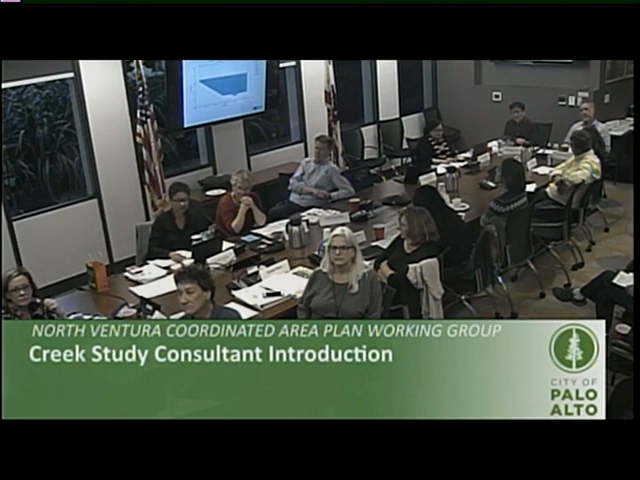 NORTH VENTURA COORDINATED AREA PLAN WORKING GROUP
Creek Study Consultant Introduction
CITY OF
PALO
ALTO